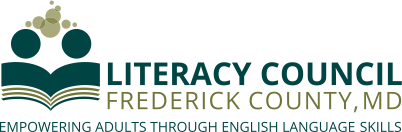 LITERACY COUNCIL
FREDERICK COUNTY, MD
EMPOWERING ADULTS THROUGH ENGLISH LANGUAGE SKILLS